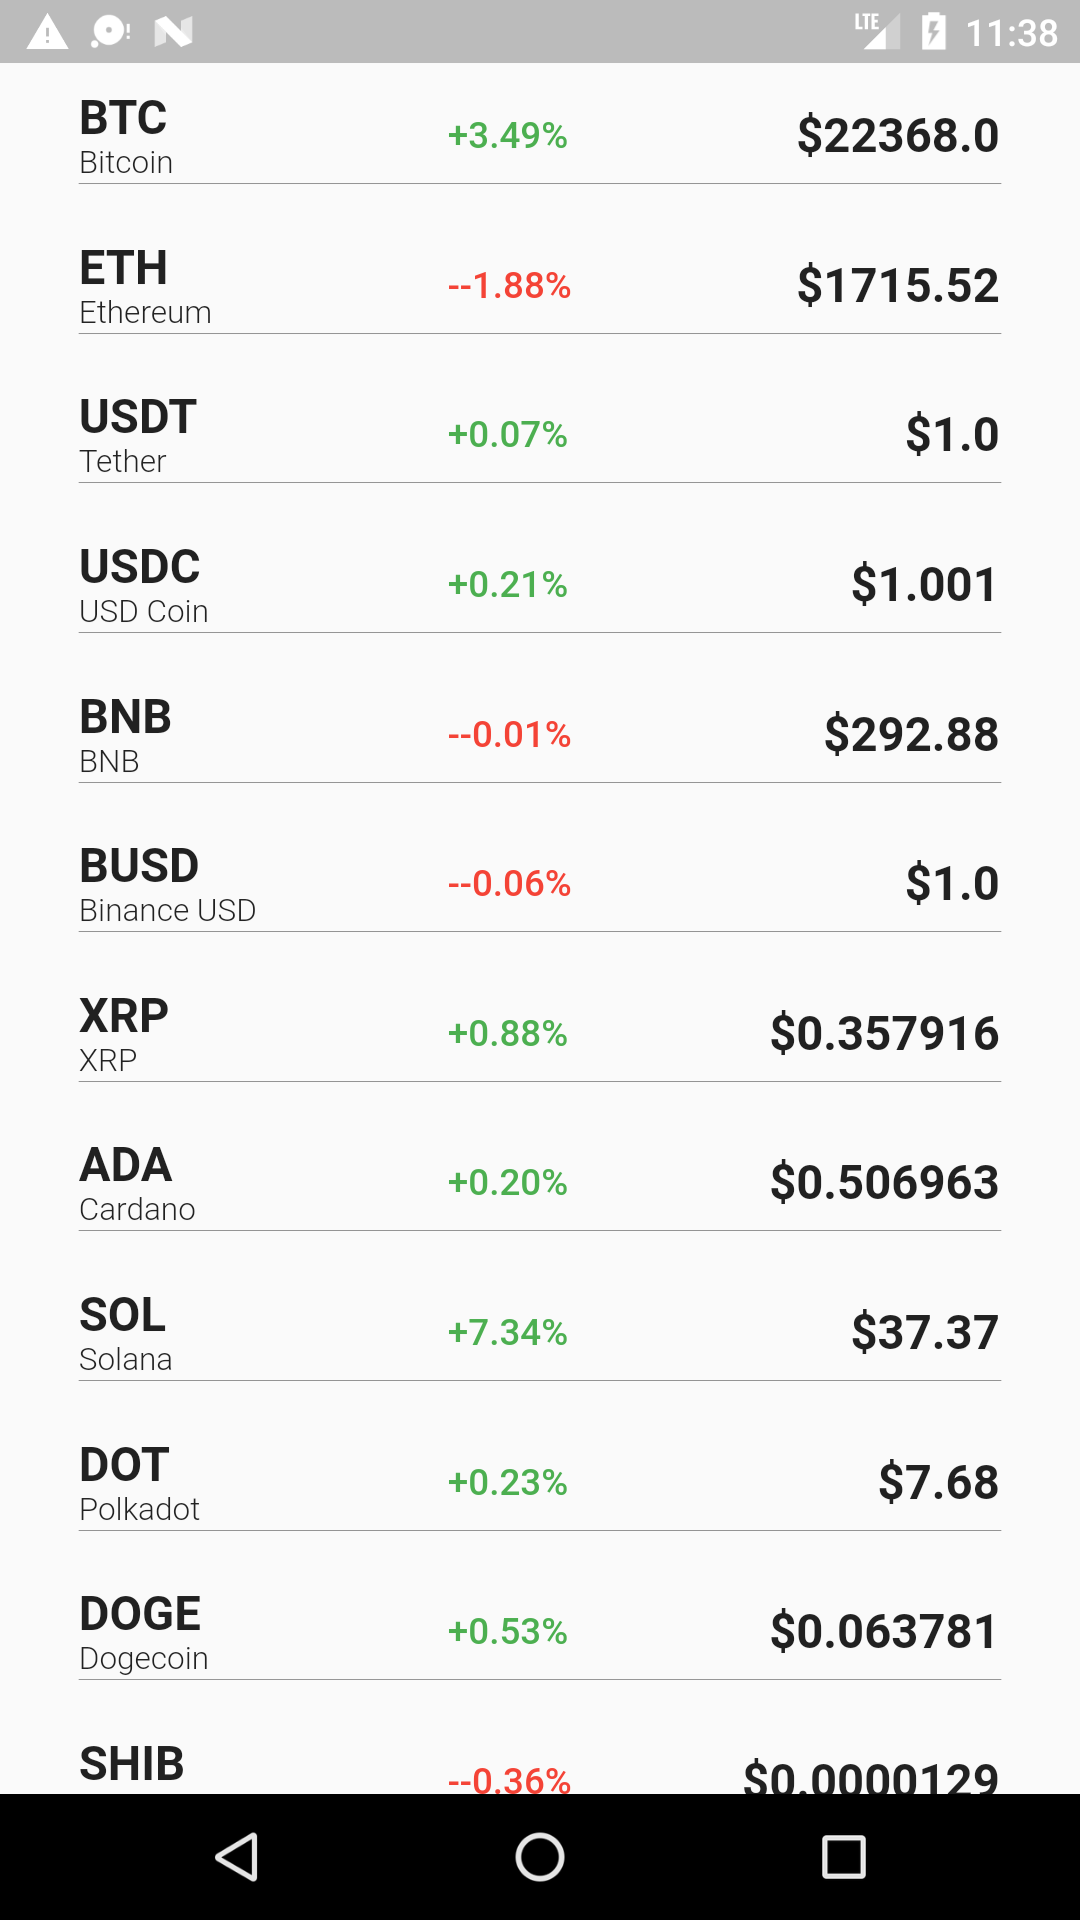 LTE 11:38
BTC +3.49% $22368.0
Bitcoin
ETH --1.88% $1715.52
Ethereum
USDT +0.07% $1.0
Tether
USDC +0.21% $1.001
USD Coin
BNB --0.01% $292.88
BNB
BUSD --0.06% $1.0
Binance USD
XRP +0.88% $0.357916
XRP
ADA +0.20% $0.506963
Cardano
SOL +7.34% $37.37
Solana
DOT +0.23% $7.68
Polkadot
DOGE +0.53% $0.063781
Dogecoin
SHIB --0.36% $0.0000129